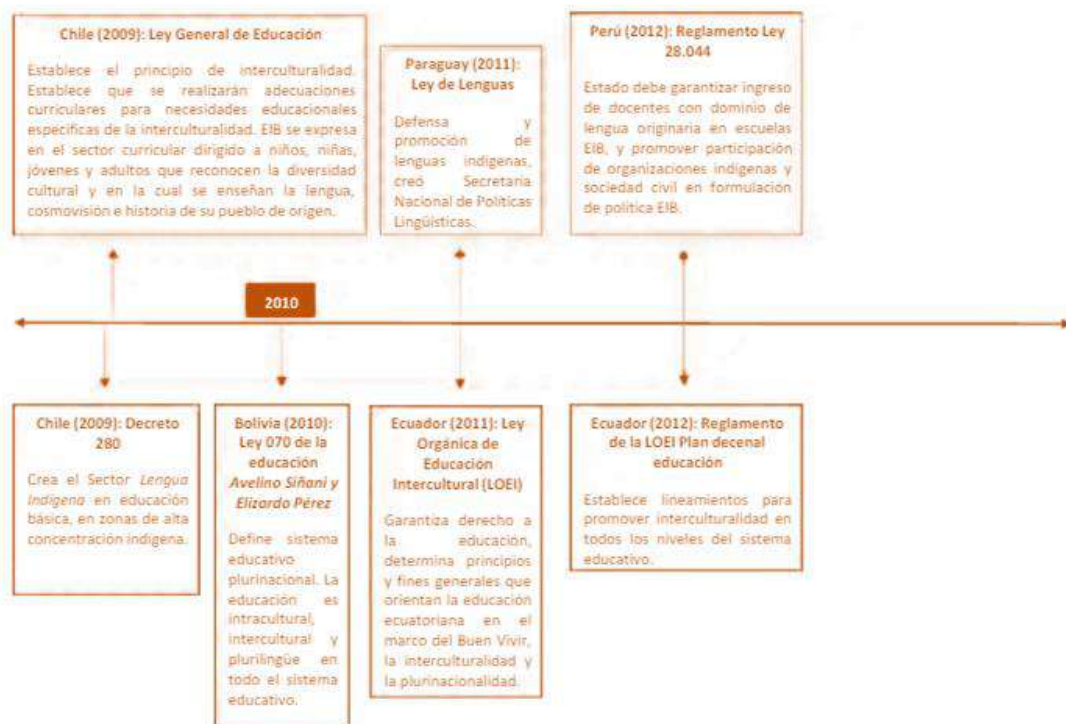 Chile (2009): Ley General de Educación
Establece el principio de interculturalidad.
Establece que se realizarán adecuaciones
curriculares para necesidades educacionales
específicas de la interculturalidad. EIB se expresa
en el sector curricular dirigido a niños, niñas,
jóvenes y adultos que reconocen la diversidad
cultural y en la cual se enseñan la lengua,
cosmovisión e historia de su pueblo de origen.
Paraguay (2011):
Ley de Lenguas
Defensa y
promoción de
lenguas indígenas,
creó Secretaría
Nacional de Políticas
Lingüísticas.
Perú (2012): Reglamento Ley
28.044
Estado debe garantizar ingreso
de docentes con dominio de
lengua originaria en escuelas
EIB, y promover participación
de organizaciones indígenas y
sociedad civil en formulación
de política EIB.
2010
Chile (2009): Decreto
280
Crea el Sector Lengua
Indígena en educación
básica, en zonas de alta
concentración indígena.
Bolivia (2010):
Ley 070 de la
educación
Avelino Siñani y
Elizardo Pérez
Define sistema
educativo
plurinacional. La
educación es
intracultural,
intercultural y
plurilingüe en
todo el sistema
educativo.
Ecuador (2011): Ley
Orgánica de
Educación
Intercultural (LOEI)
Garantiza derecho a
la educación,
determina principios
y fines generales que
orientan la educación
ecuatoriana en el
marco del Buen Vivir,
la interculturalidad y
la plurinacionalidad.
Ecuador (2012): Reglamento
de la LOEI Plan decenal
educación
Establece lineamientos para
promover interculturalidad en
todos los niveles del sistema
educativo.